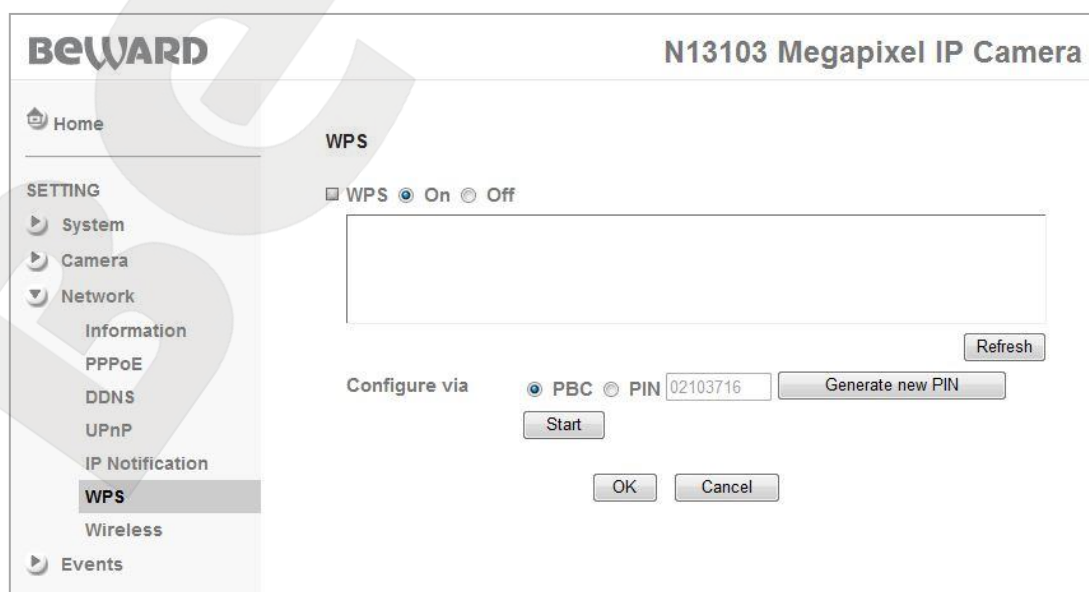 BEWARD
N13103 Megapixel IP Camera
Home
SETTING
System
Camera
Network
Information
PPPoE
DDNS
UPnP
IP Notification
WPS
Wireless
Events
WPS
WPS On Off
Refresh
Configure via PBC PIN 02103716 Generate new PIN
Start
OK Cancel